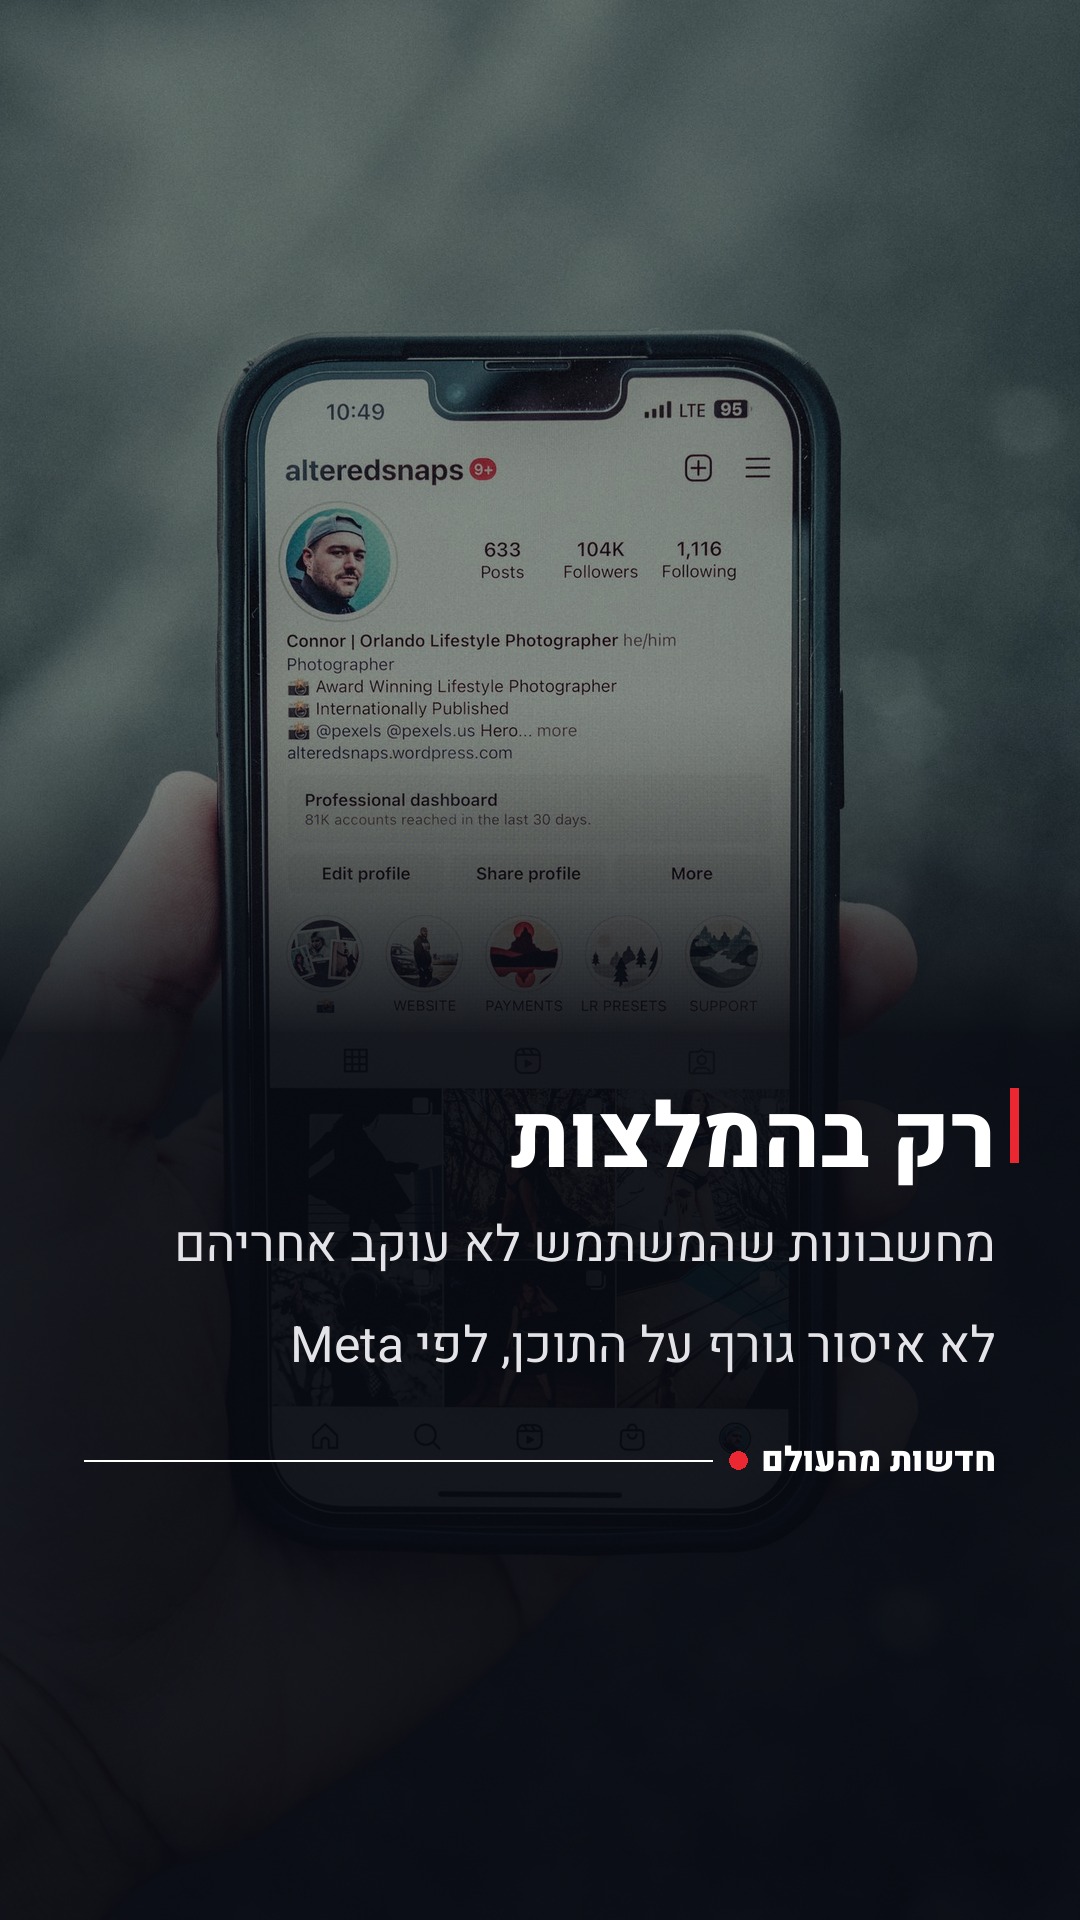 10:49
LTE 95
alteredsnaps 9+
633 104K 1,116
Posts Followers Following
Connor | Orlando Lifestyle Photographer he/him
Photographer
📸 Award Winning Lifestyle Photographer
📸 Internationally Published
📸 @pexels @pexels.us Hero... more
alteredsnaps.wordpress.com
Professional dashboard
81K accounts reached in the last 30 days.
Edit profile Share profile More
📸 WEBSITE PAYMENTS LR PRESETS SUPPORT
רק בהמלצות
מחשבונות שהמשתמש לא עוקב אחריהם
לא איסור גורף על התוכן, לפי Meta
חדשות מהעולם